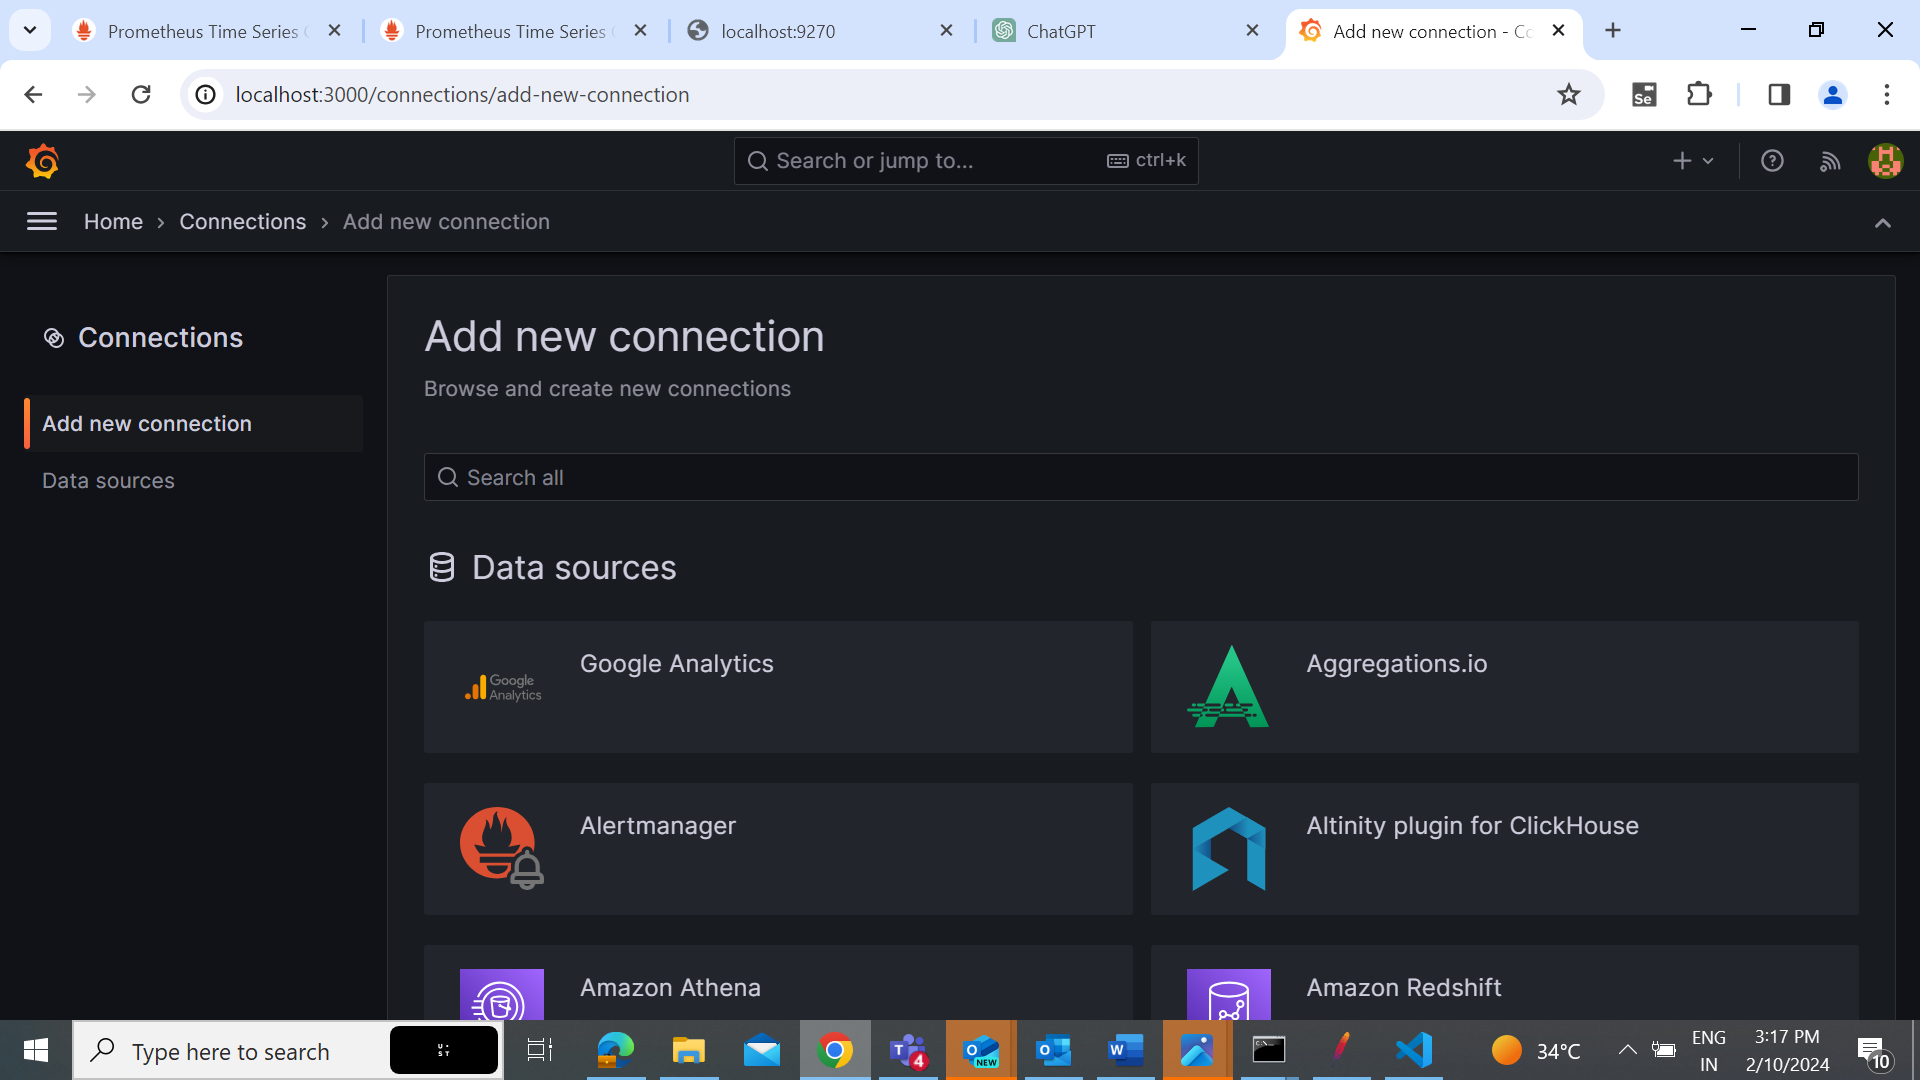 Prometheus Time Series
Prometheus Time Series
localhost:9270
ChatGPT
Add new connection - Co
localhost:3000/connections/add-new-connection
Se
Search or jump to...
ctrl+k
Home
Connections
Add new connection
Connections
Add new connection
Data sources
Add new connection
Browse and create new connections
Search all
Data sources
Google
Analytics
Google Analytics
Aggregations.io
Alertmanager
Altinity plugin for ClickHouse
Amazon Athena
Amazon Redshift
Type here to search
U
ST
4
NEW
34°C
ENG
IN
3:17 PM
2/10/2024
10